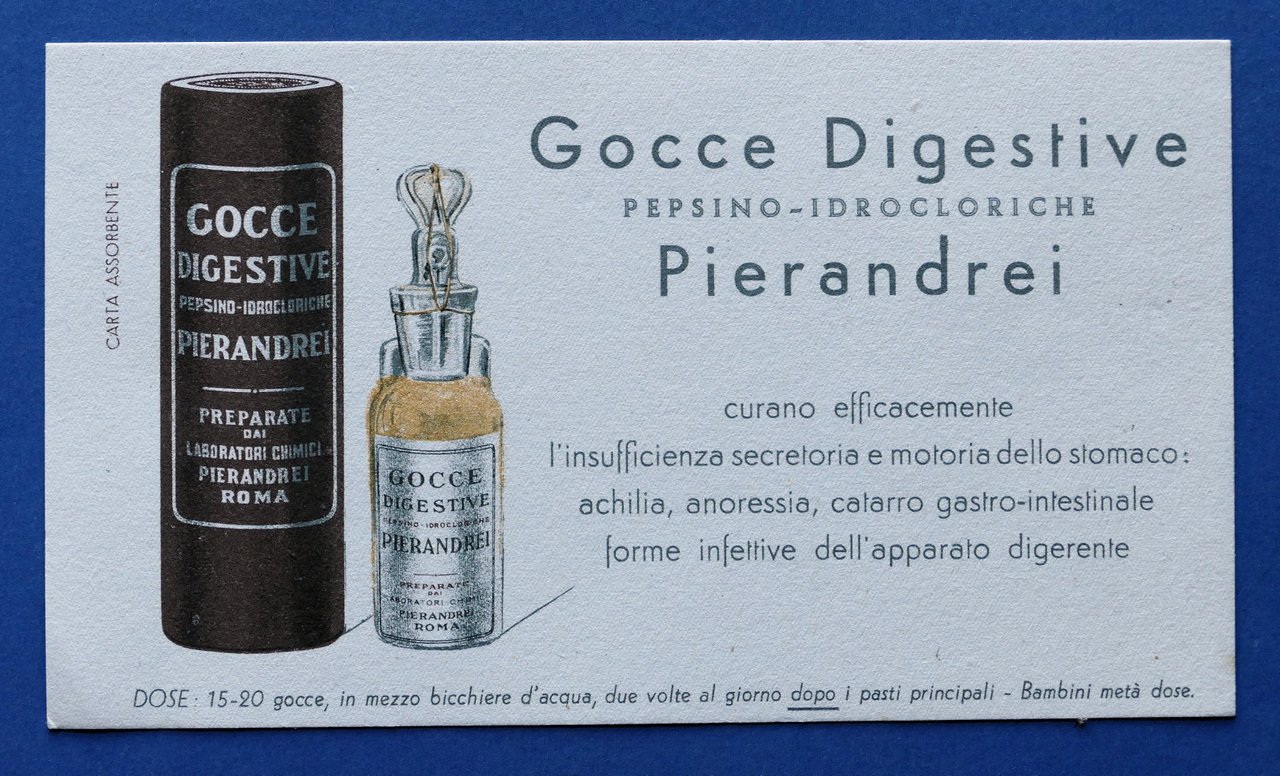 CARTA ASSORBENTE
GOCCE
DIGESTIVE
PEPSINO-IDROCLORICHE
PIERANDREI
PREPARATE
DAI
LABORATORI CHIMICI
PIERANDREI
ROMA
GOCCE
DIGESTIVE
PEPSINO-IDROCLORICHE
PIERANDREI
PREPARATE
DAI
LABORATORI CHIMICI
PIERANDREI
ROMA
Gocce Digestive
PEPSINO-IDROCLORICHE
Pierandrei
curano efficacemente
l'insufficienza secretoria e motoria dello stomaco:
achilia, anoressia, catarro gastro-intestinale
forme infettive dell'apparato digerente
DOSE: 15-20 gocce, in mezzo bicchiere d'acqua, due volte al giorno dopo i pasti principali - Bambini metà dose.